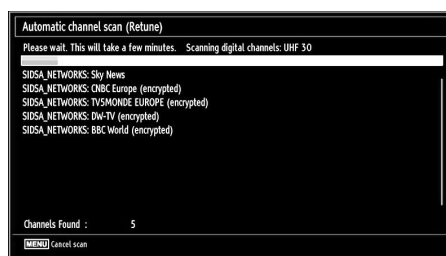 Automatic channel scan (Retune)
Please wait. This will take a few minutes. Scanning digital channels: UHF 30
SIDSA_NETWORKS: Sky News
SIDSA_NETWORKS: CNBC Europe (encrypted)
SIDSA_NETWORKS: TV5MONDE EUROPE (encrypted)
SIDSA_NETWORKS: DW-TV (encrypted)
SIDSA_NETWORKS: BBC World (encrypted)
Channels Found : 5
MENU Cancel scan